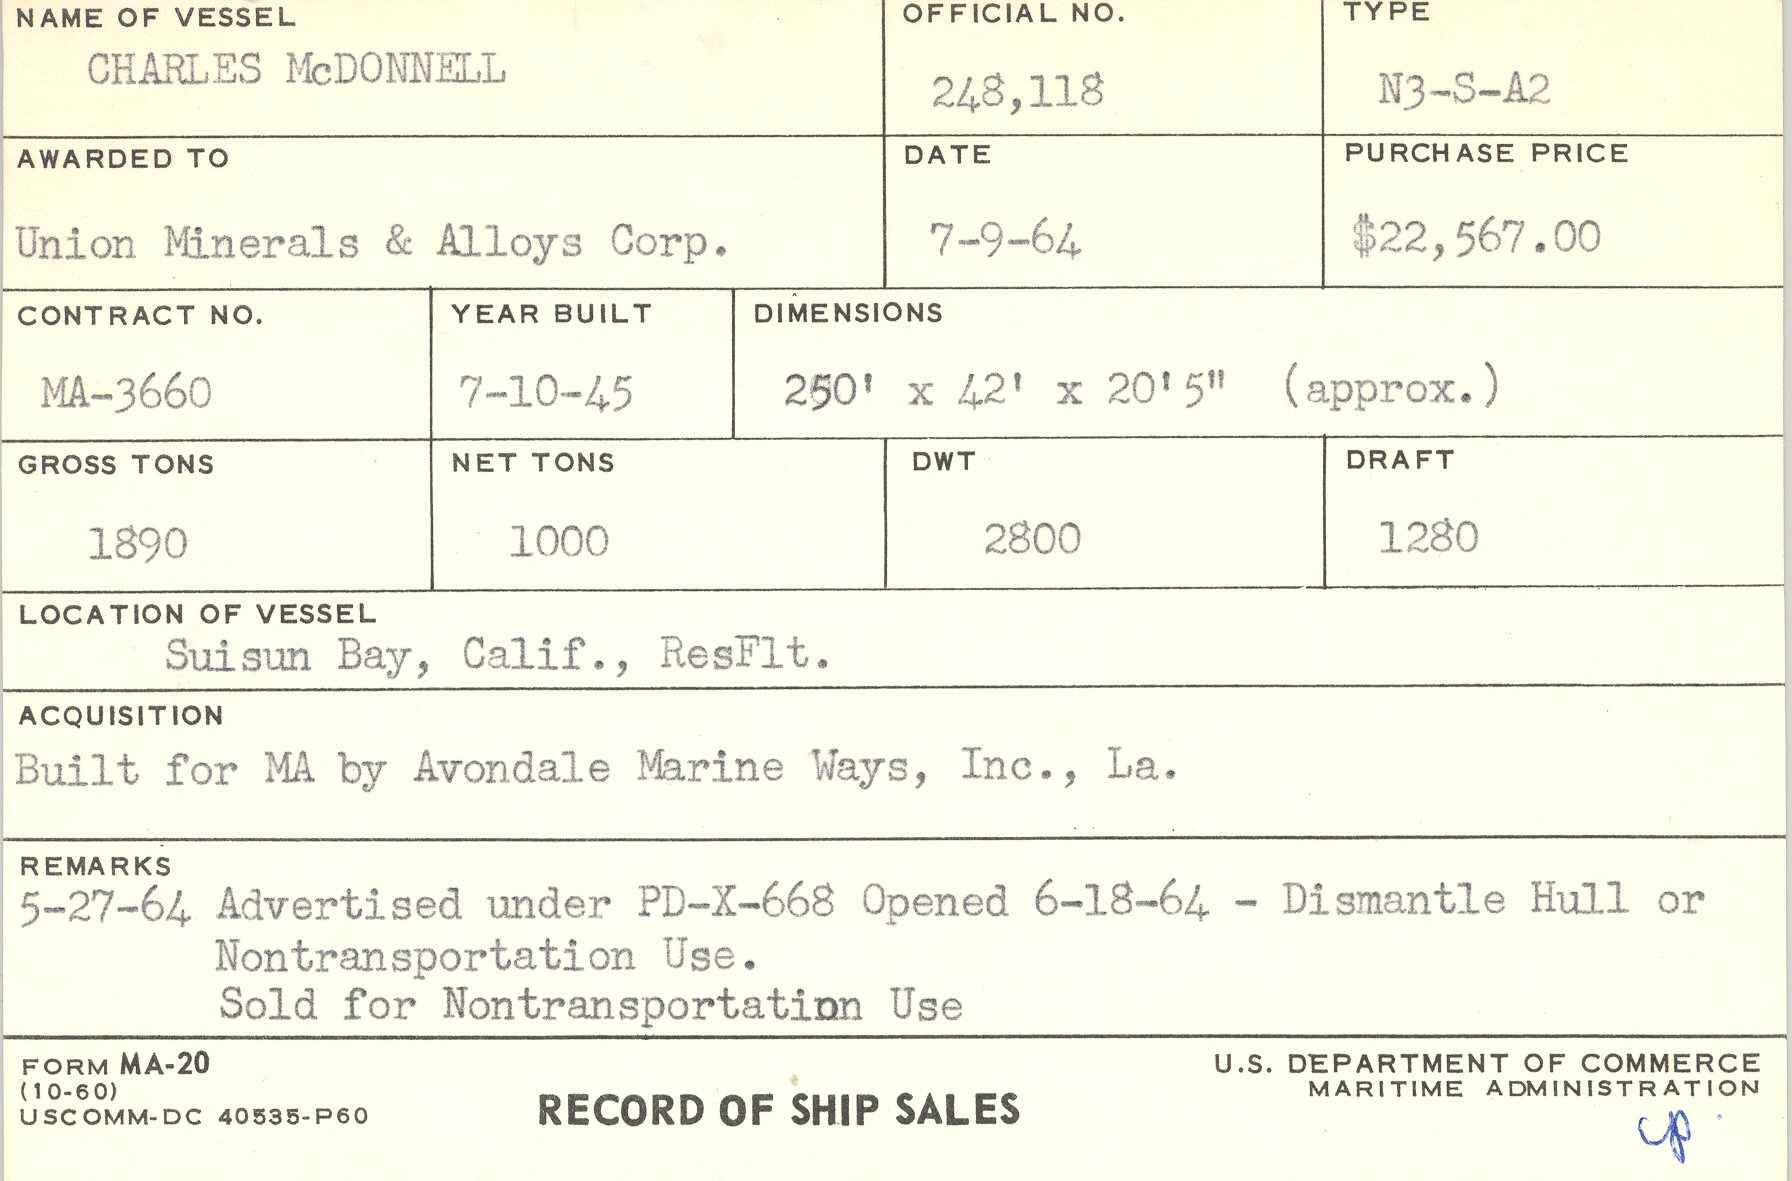 NAME OF VESSEL
CHARLES McDONNELL
OFFICIAL NO.
248,118
TYPE
N3-S-A2
AWARDED TO
Union Minerals & Alloys Corp.
DATE
7-9-64
PURCHASE PRICE
$22,567.00
CONTRACT NO.
MA-3660
YEAR BUILT
7-10-45
DIMENSIONS
250' x 42' x 20'5" (approx.)
GROSS TONS
1890
NET TONS
1000
DWT
2800
DRAFT
1280
LOCATION OF VESSEL
Suisun Bay, Calif., ResFlt.
ACQUISITION
Built for MA by Avondale Marine Ways, Inc., La.
REMARKS
5-27-64 Advertised under PD-X-668 Opened 6-18-64 - Dismantle Hull or
Nontransportation Use.
Sold for Nontransportation Use
FORM MA-20
(10-60)
USCOMM-DC 40535-P60
RECORD OF SHIP SALES
U.S. DEPARTMENT OF COMMERCE
MARITIME ADMINISTRATION